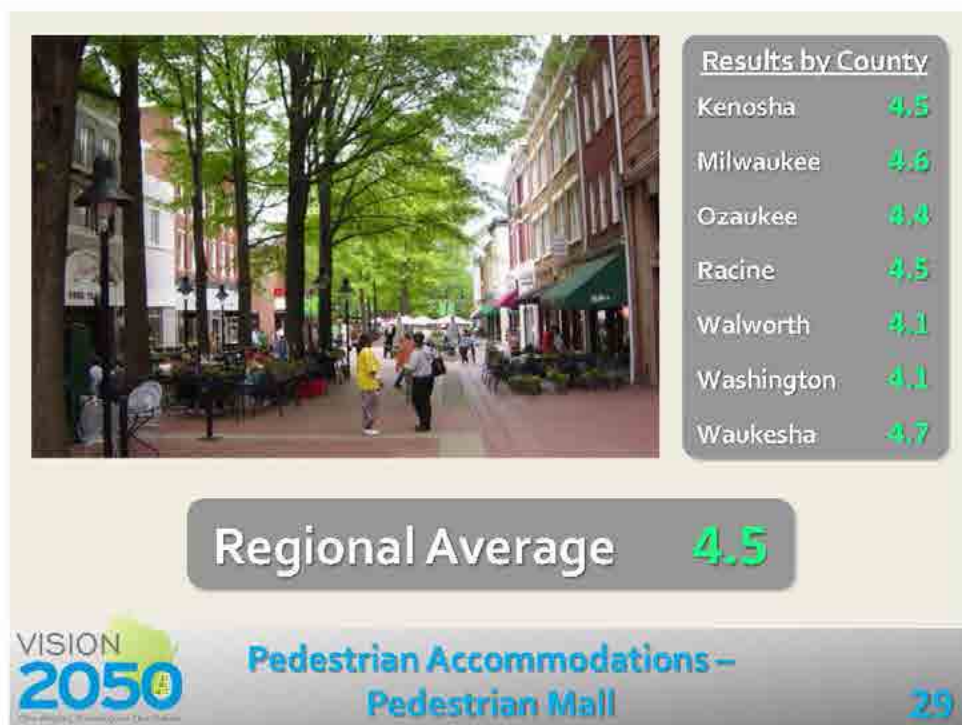 Results by County
Kenosha 4.5
Milwaukee 4.6
Ozaukee 4.4
Racine 4.5
Walworth 4.1
Washington 4.1
Waukesha 4.7
Regional Average 4.5
VISION
2050
Pedestrian Accommodations –
Pedestrian Mall
29